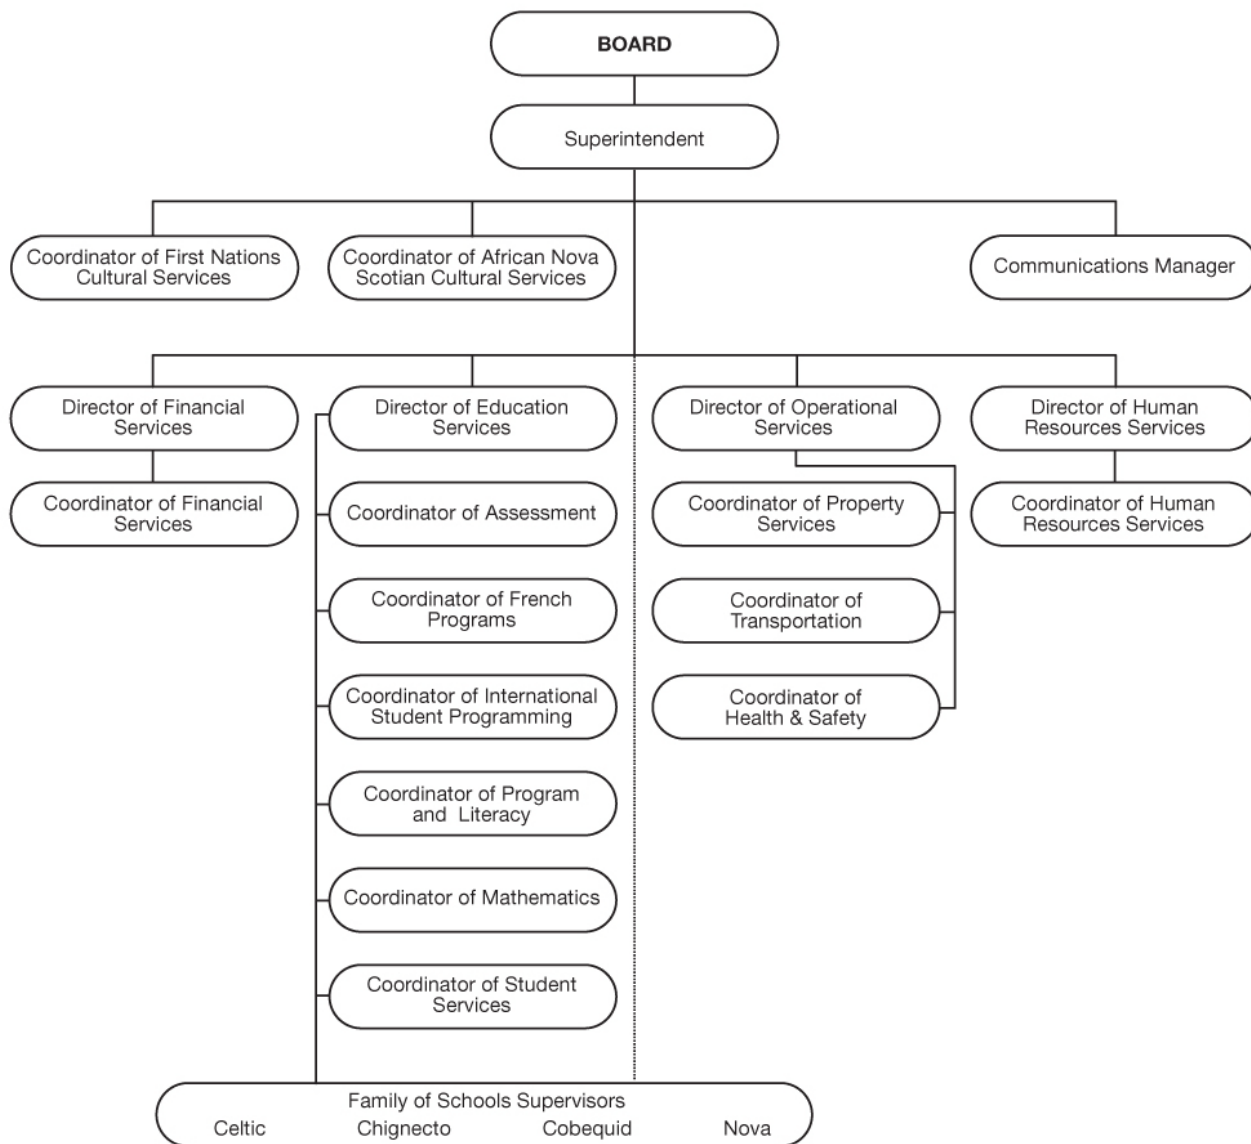 BOARD
Superintendent
Coordinator of First Nations
Cultural Services
Coordinator of African Nova
Scotian Cultural Services
Communications Manager
Director of Financial
Services
Director of Education
Services
Director of Operational
Services
Director of Human
Resources Services
Coordinator of Financial
Services
Coordinator of Assessment
Coordinator of Property
Services
Coordinator of Human
Resources Services
Coordinator of French
Programs
Coordinator of
Transportation
Coordinator of International
Student Programming
Coordinator of
Health & Safety
Coordinator of Program
and Literacy
Coordinator of Mathematics
Coordinator of Student
Services
Family of Schools Supervisors
Celtic Chignecto Cobequid Nova